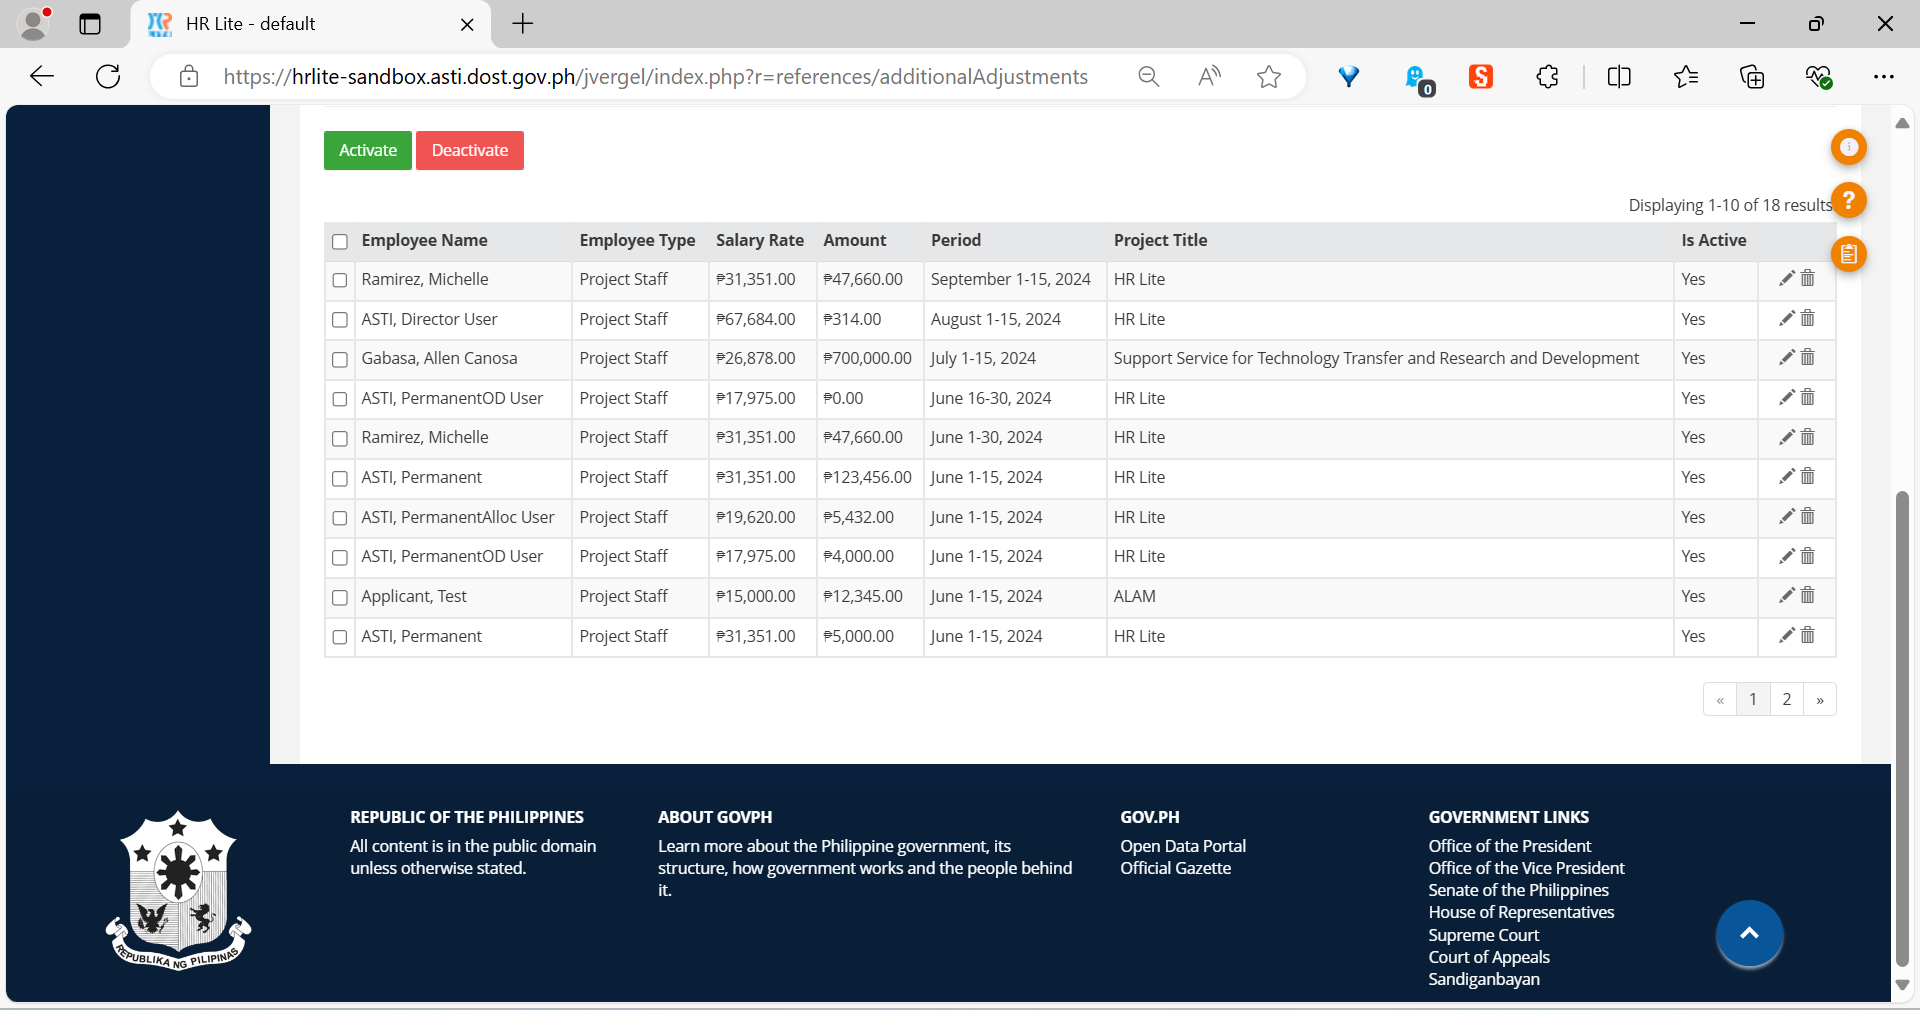 HR Lite - default
https://hrlite-sandbox.asti.dost.gov.ph/jvergel/index.php?r=references/additionalAdjustments
0
Activate Deactivate
Displaying 1-10 of 18 results
Employee Name Employee Type Salary Rate Amount Period Project Title Is Active
Ramirez, Michelle Project Staff ₱31,351.00 ₱47,660.00 September 1-15, 2024 HR Lite Yes
ASTI, Director User Project Staff ₱67,684.00 ₱314.00 August 1-15, 2024 HR Lite Yes
Gabasa, Allen Canosa Project Staff ₱26,878.00 ₱700,000.00 July 1-15, 2024 Support Service for Technology Transfer and Research and Development Yes
ASTI, PermanentOD User Project Staff ₱17,975.00 ₱0.00 June 16-30, 2024 HR Lite Yes
Ramirez, Michelle Project Staff ₱31,351.00 ₱47,660.00 June 1-30, 2024 HR Lite Yes
ASTI, Permanent Project Staff ₱31,351.00 ₱123,456.00 June 1-15, 2024 HR Lite Yes
ASTI, PermanentAlloc User Project Staff ₱19,620.00 ₱5,432.00 June 1-15, 2024 HR Lite Yes
ASTI, PermanentOD User Project Staff ₱17,975.00 ₱4,000.00 June 1-15, 2024 HR Lite Yes
Applicant, Test Project Staff ₱15,000.00 ₱12,345.00 June 1-15, 2024 ALAM Yes
ASTI, Permanent Project Staff ₱31,351.00 ₱5,000.00 June 1-15, 2024 HR Lite Yes
« 1 2 »
REPUBLIKA NG PILIPINAS
REPUBLIC OF THE PHILIPPINES
All content is in the public domain
unless otherwise stated.
ABOUT GOVPH
Learn more about the Philippine government, its
structure, how government works and the people behind
it.
GOV.PH
Open Data Portal
Official Gazette
GOVERNMENT LINKS
Office of the President
Office of the Vice President
Senate of the Philippines
House of Representatives
Supreme Court
Court of Appeals
Sandiganbayan